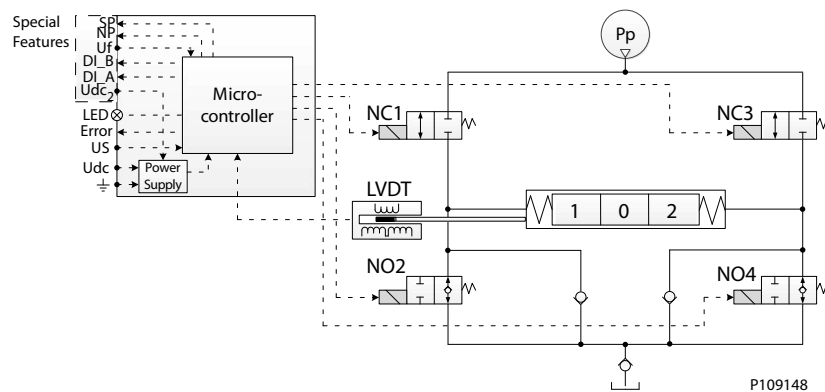 Special
Features
SP
NP
Uf
DI_B
DI_A
Udc2
LED
Error
US
Udc
Micro-
controller
Power
Supply
LVDT
Pp
NC1
NC3
1 0 2
NO2
NO4
P109148